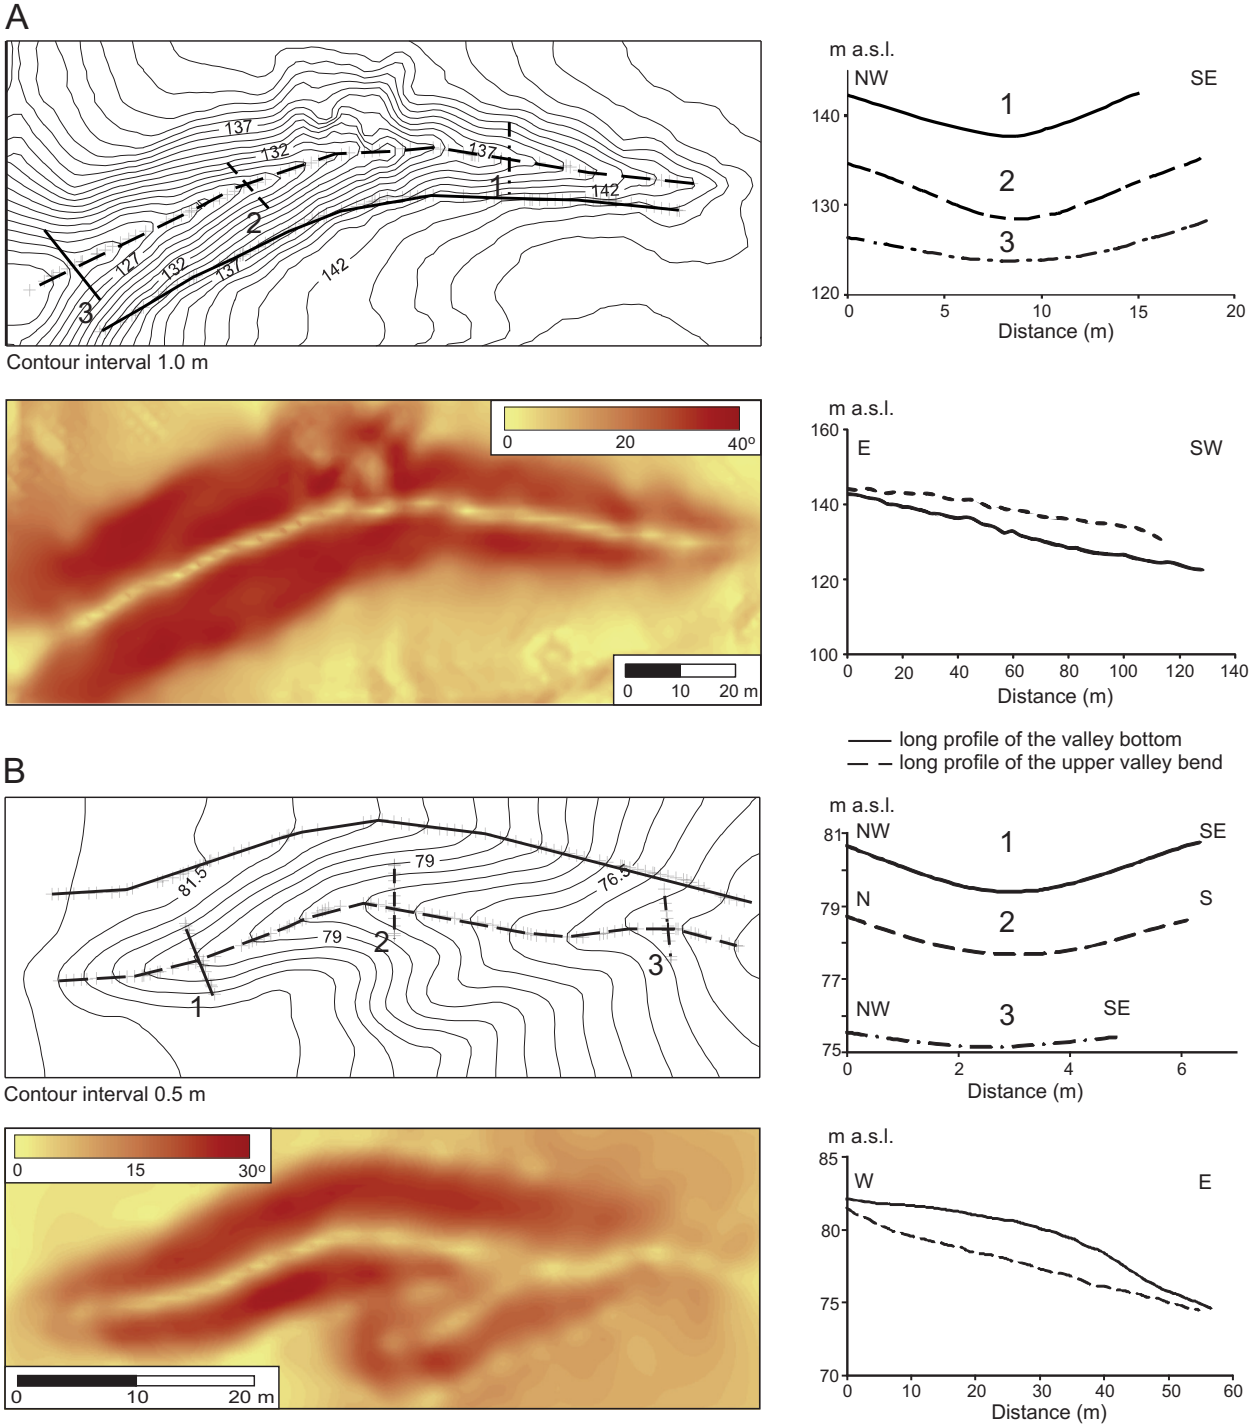 A
137
132
137
1
142
2
127
132
137
142
3
Contour interval 1.0 m
m a.s.l.
NW SE
1
140
2
130
3
120
0 5 10 15 20
Distance (m)
0 20 40º
0 10 20 m
m a.s.l.
160
E SW
140
120
100
0 20 40 60 80 100 120 140
Distance (m)
long profile of the valley bottom
long profile of the upper valley bend
B
79
81.5
76.5
79
2
3
1
Contour interval 0.5 m
m a.s.l.
81
NW SE
1
N S
79
2
77
NW SE
3
75
0 2 4 6
Distance (m)
0 15 30º
0 10 20 m
m a.s.l.
85
W E
80
75
70
0 10 20 30 40 50 60
Distance (m)